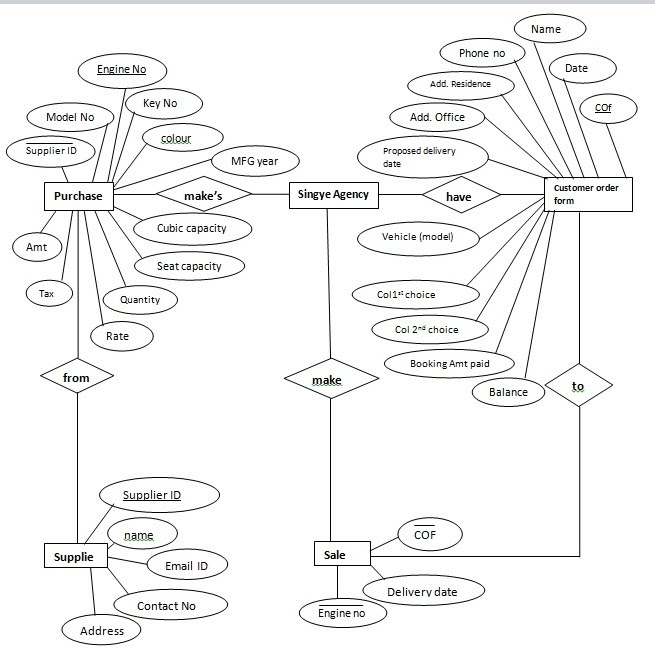 Name
Phone no
Engine No
Date
Add. Residence
Key No
COf
Model No
Add. Office
colour
Supplier ID
Proposed delivery
date
MFG year
Purchase
make's
Singye Agency
have
Customer order
form
Cubic capacity
Vehicle (model)
Amt
Seat capacity
Tax
Quantity
Col1st choice
Rate
Col 2nd choice
Booking Amt paid
from
make
Balance
to
Supplier ID
name
COF
Supplie
Sale
Email ID
Delivery date
Contact No
Engine no
Address